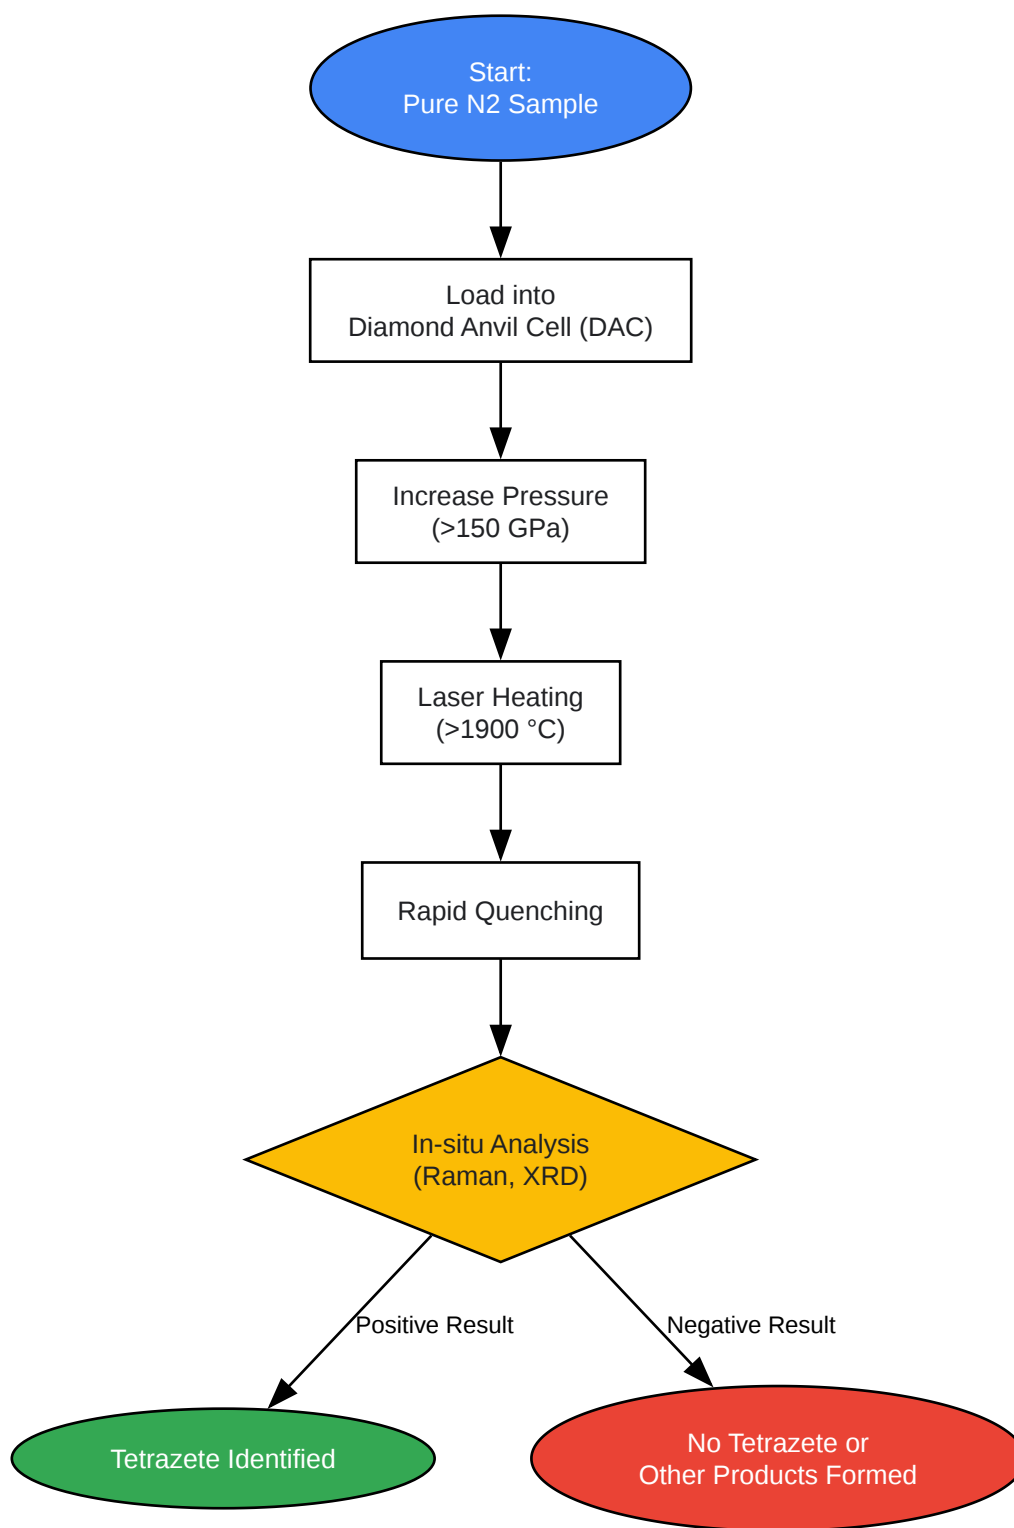 Start:
Pure N2 Sample
Load into
Diamond Anvil Cell (DAC)
Increase Pressure
(>150 GPa)
Laser Heating
(>1900 °C)
Rapid Quenching
In-situ Analysis
(Raman, XRD)
Positive Result
Negative Result
Tetrazete Identified
No Tetrazete or
Other Products Formed